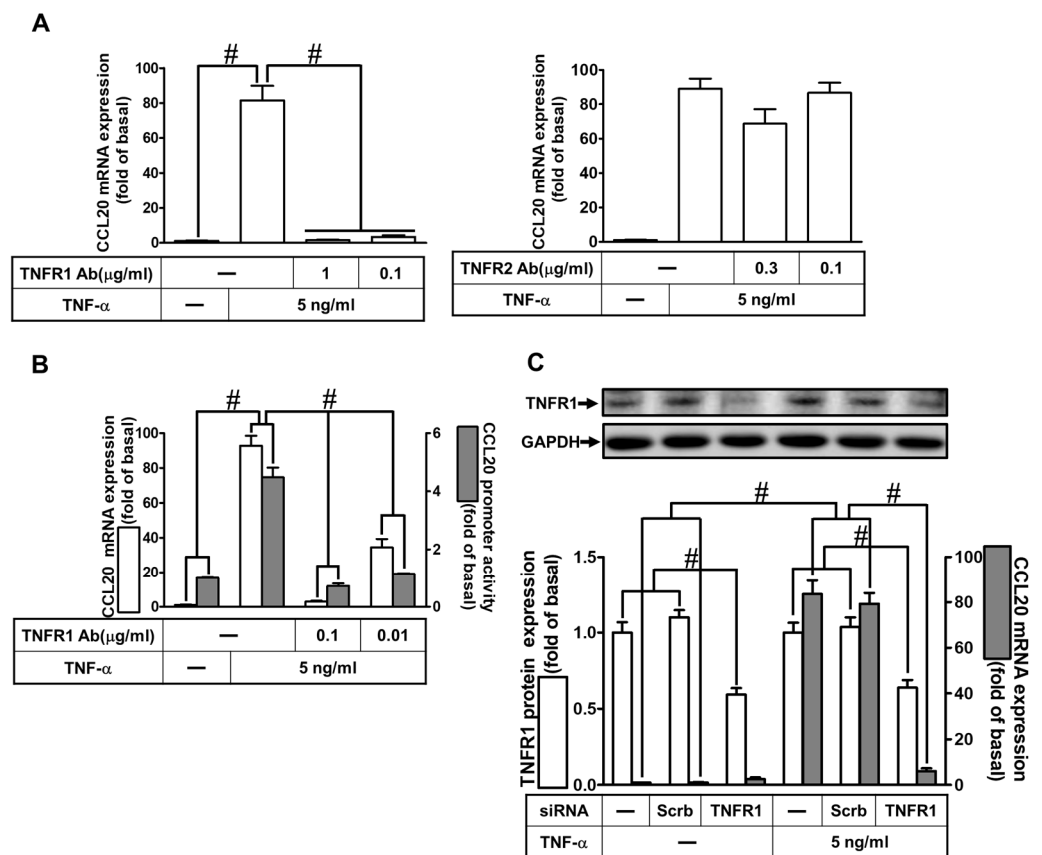 A
# #
CCL20 mRNA expression
(fold of basal)
100
80
60
40
20
0
TNFR1 Ab(μg/ml) — 1 0.1
TNF-α — 5 ng/ml
CCL20 mRNA expression
(fold of basal)
100
80
60
40
20
0
TNFR2 Ab(μg/ml) — 0.3 0.1
TNF-α — 5 ng/ml
B
# #
CCL20 mRNA expression
(fold of basal)
100
80
60
40
20
0
6
4
2
0
CCL20 promoter activity
(fold of basal)
TNFR1 Ab(μg/ml) — 0.1 0.01
TNF-α — 5 ng/ml
C
TNFR1
GAPDH
# #
# #
TNFR1 protein expression
(fold of basal)
1.5
1.0
0.5
0.0
100
80
60
40
20
0
CCL20 mRNA expression
(fold of basal)
siRNA — Scrb TNFR1 — Scrb TNFR1
TNF-α — 5 ng/ml